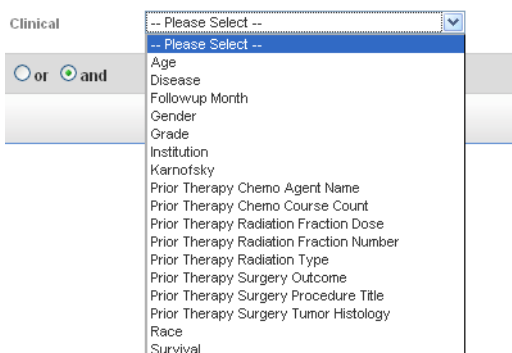 Clinical
-- Please Select --
-- Please Select --
or and
Age
Disease
Followup Month
Gender
Grade
Institution
Karnofsky
Prior Therapy Chemo Agent Name
Prior Therapy Chemo Course Count
Prior Therapy Radiation Fraction Dose
Prior Therapy Radiation Fraction Number
Prior Therapy Radiation Type
Prior Therapy Surgery Outcome
Prior Therapy Surgery Procedure Title
Prior Therapy Surgery Tumor Histology
Race
Survival